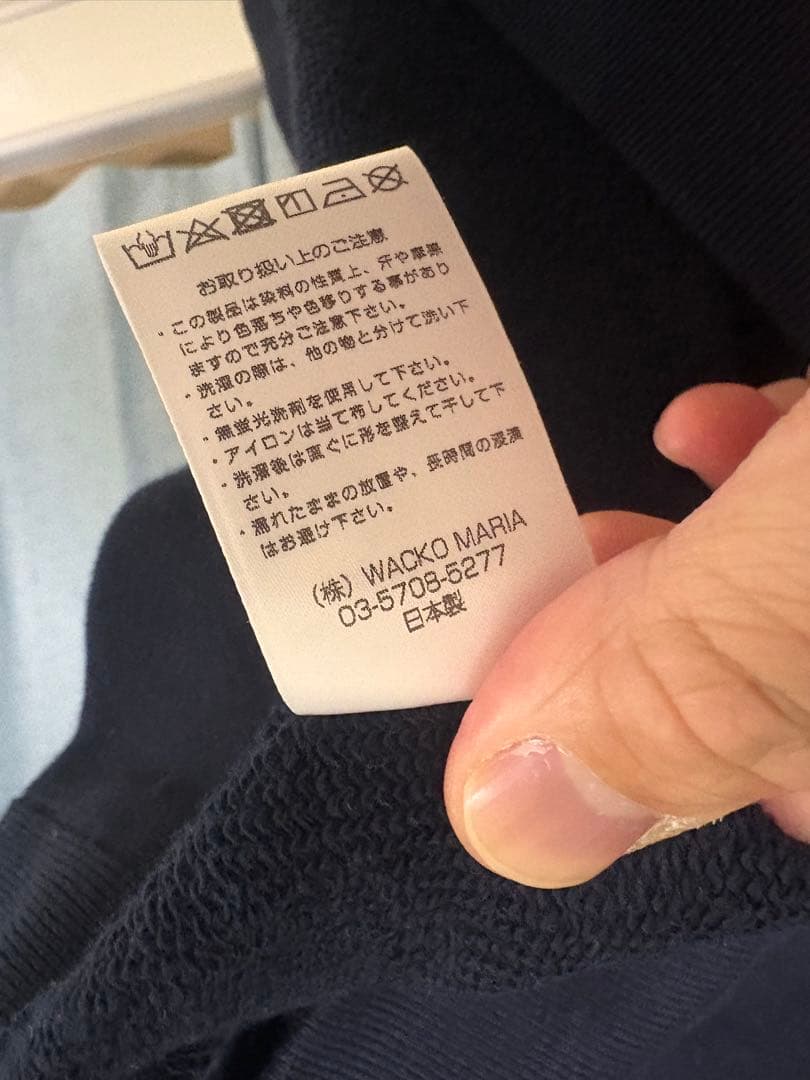 お取り扱い上のご注意
・この製品は染料の性質上、汗や摩擦
により色落ちや色移りする事があり
ますので充分ご注意下さい。
・洗濯の際は、他の物と分けて洗い下
さい。
・無蛍光洗剤を使用して下さい。
・アイロンは当て布してください。
・洗濯後は直ぐに形を整えて干して下
さい。
・濡れたままの放置や、長時間の浸漬
はお避け下さい。
(株) WACKO MARIA
03-5708-5277
日本製